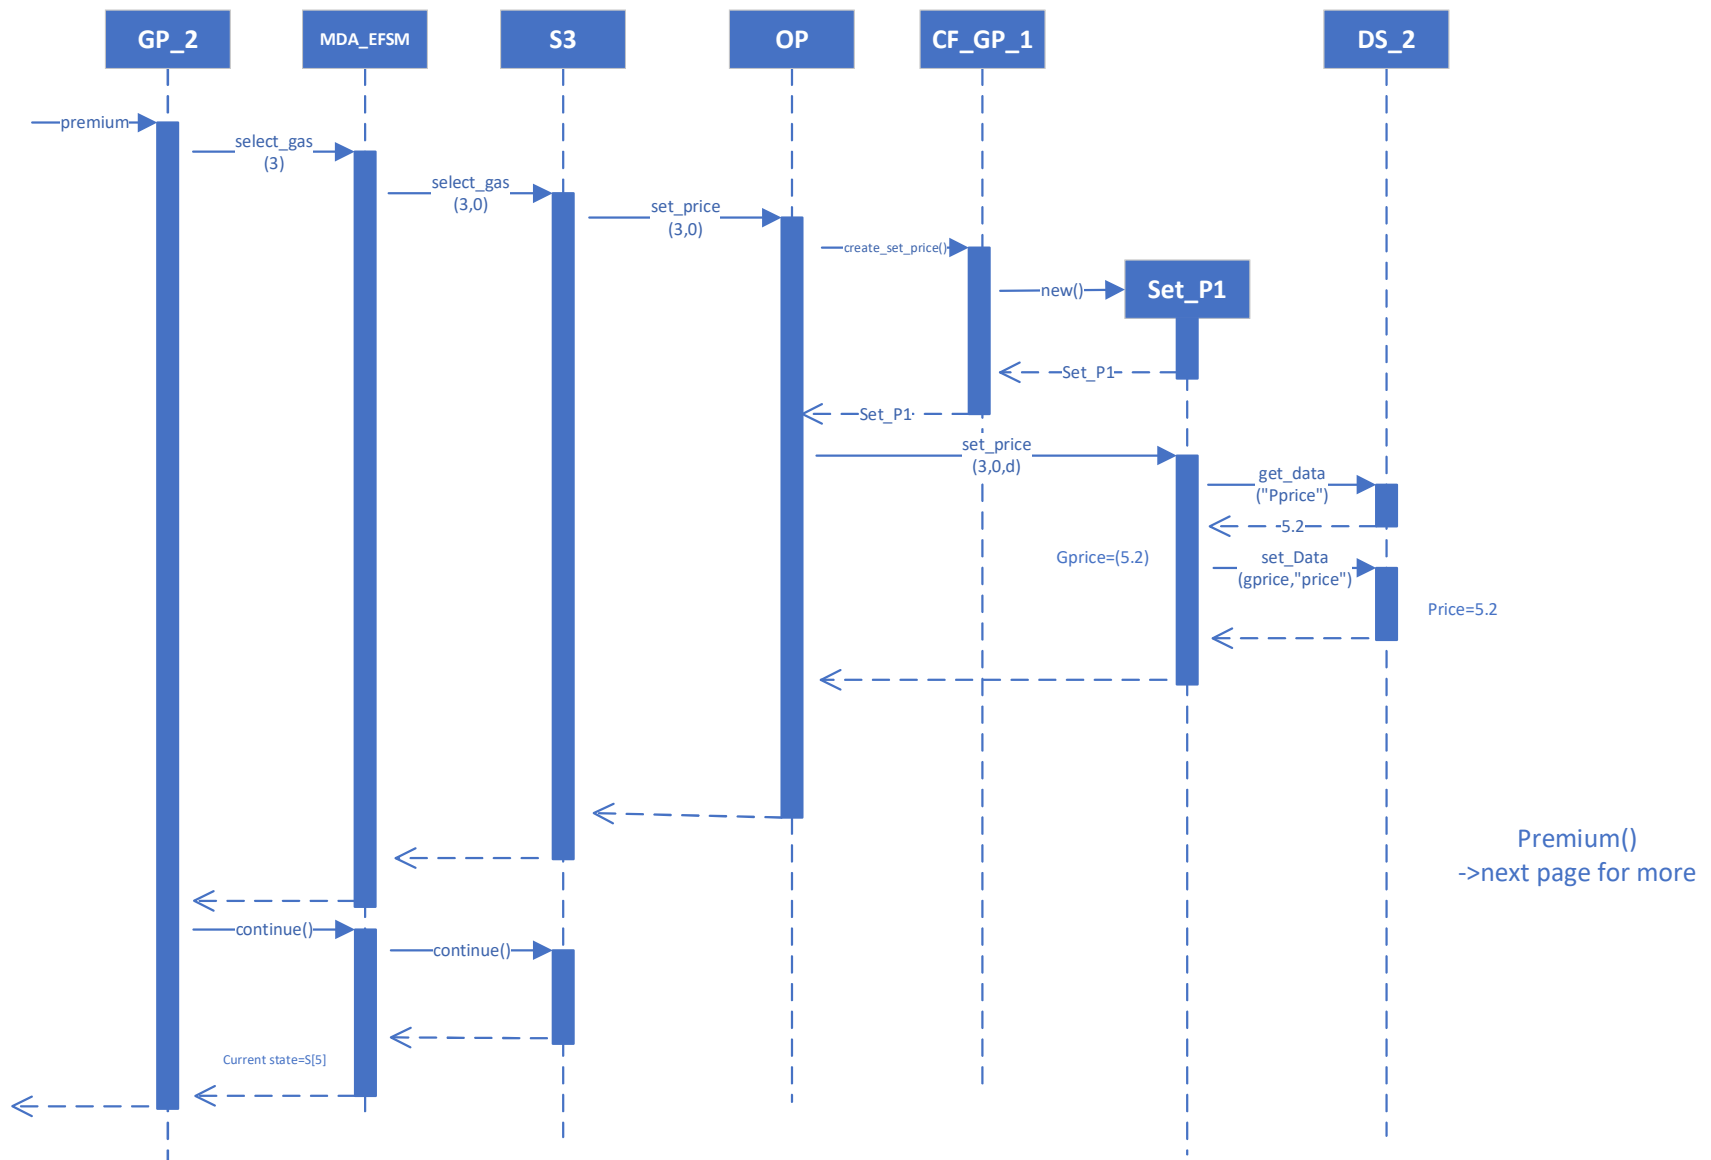 GP_2
MDA_EFSM
S3
OP
CF_GP_1
DS_2
premium
select_gas
(3)
select_gas
(3,0)
set_price
(3,0)
create_set_price()
new()
Set_P1
Set_P1
Set_P1
set_price
(3,0,d)
get_data
("Pprice")
5.2
Gprice=(5.2)
set_Data
(gprice,"price")
Price=5.2
Premium()
->next page for more
continue()
continue()
Current state=S[5]